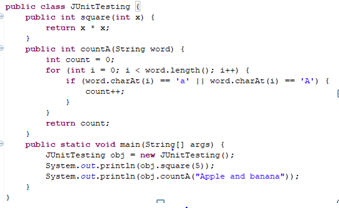 public class JUnitTesting {
    public int square(int x) {
        return x * x;
    }
    public int countA(String word) {
        int count = 0;
        for (int i = 0; i < word.length(); i++) {
            if (word.charAt(i) == 'a' || word.charAt(i) == 'A') {
                count++;
            }
        }
        return count;
    }
    public static void main(String[] args) {
        JUnitTesting obj = new JUnitTesting();
        System.out.println(obj.square(5));
        System.out.println(obj.countA("Apple and banana"));
    }
}